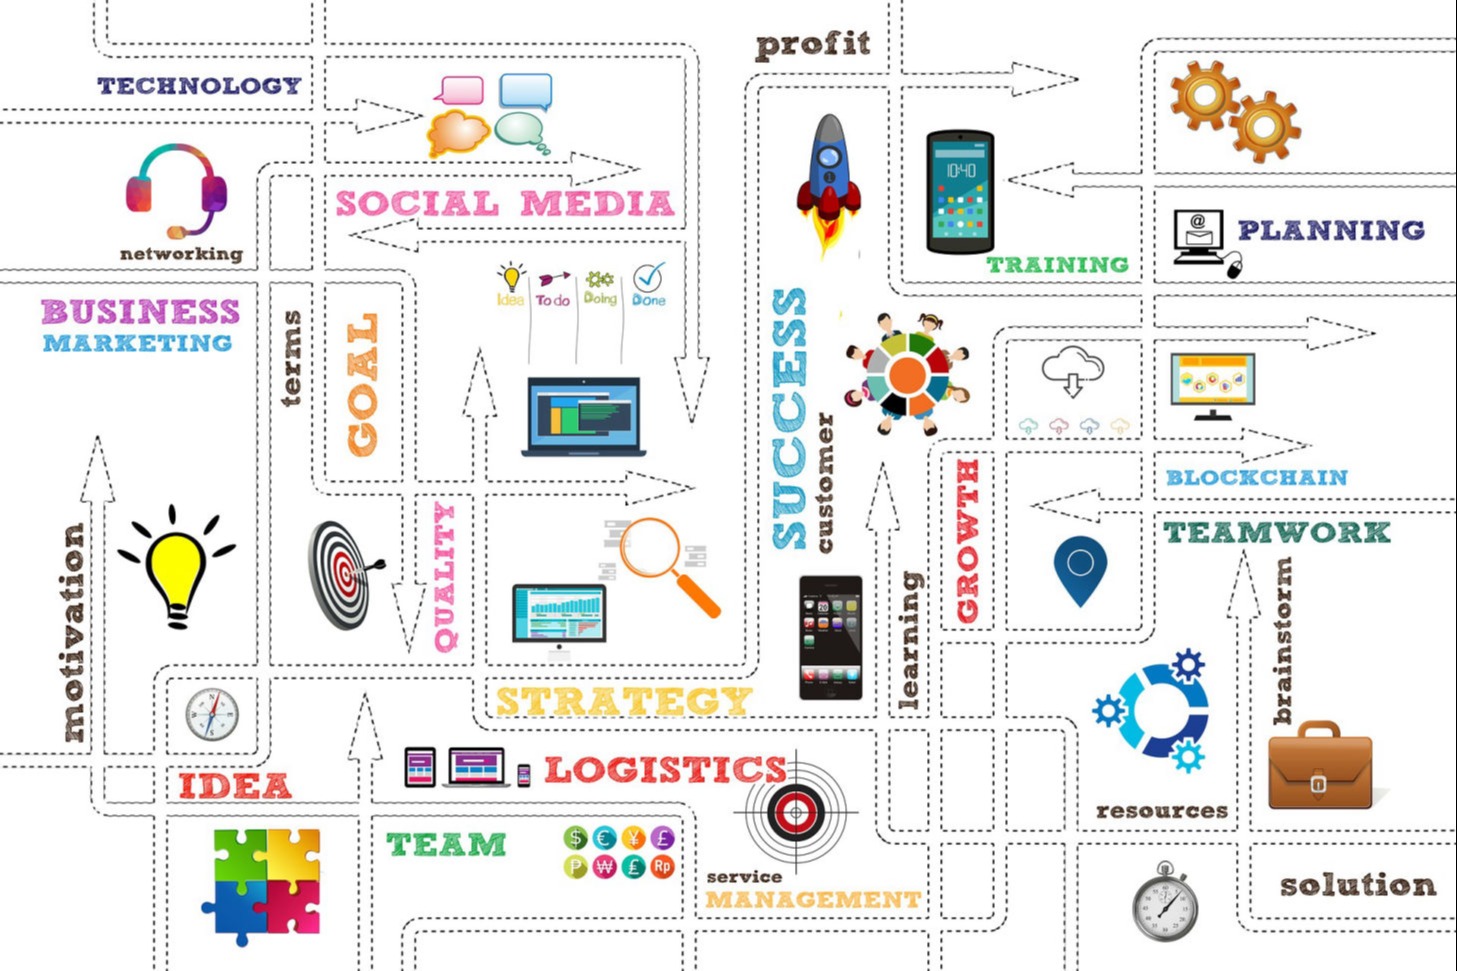 profit
TECHNOLOGY
10:40
SOCIAL MEDIA
@
PLANNING
networking
TRAINING
Idea
To do
Doing
Done
BUSINESS
MARKETING
terms
GOAL
SUCCESS
customer
BLOCKCHAIN
TEAMWORK
QUALITY
GROWTH
motivation
learning
brainstorm
N
STRATEGY
IDEA
LOGISTICS
resources
TEAM
$ € ¥ £
P ₩ £ Rp
service
MANAGEMENT
solution